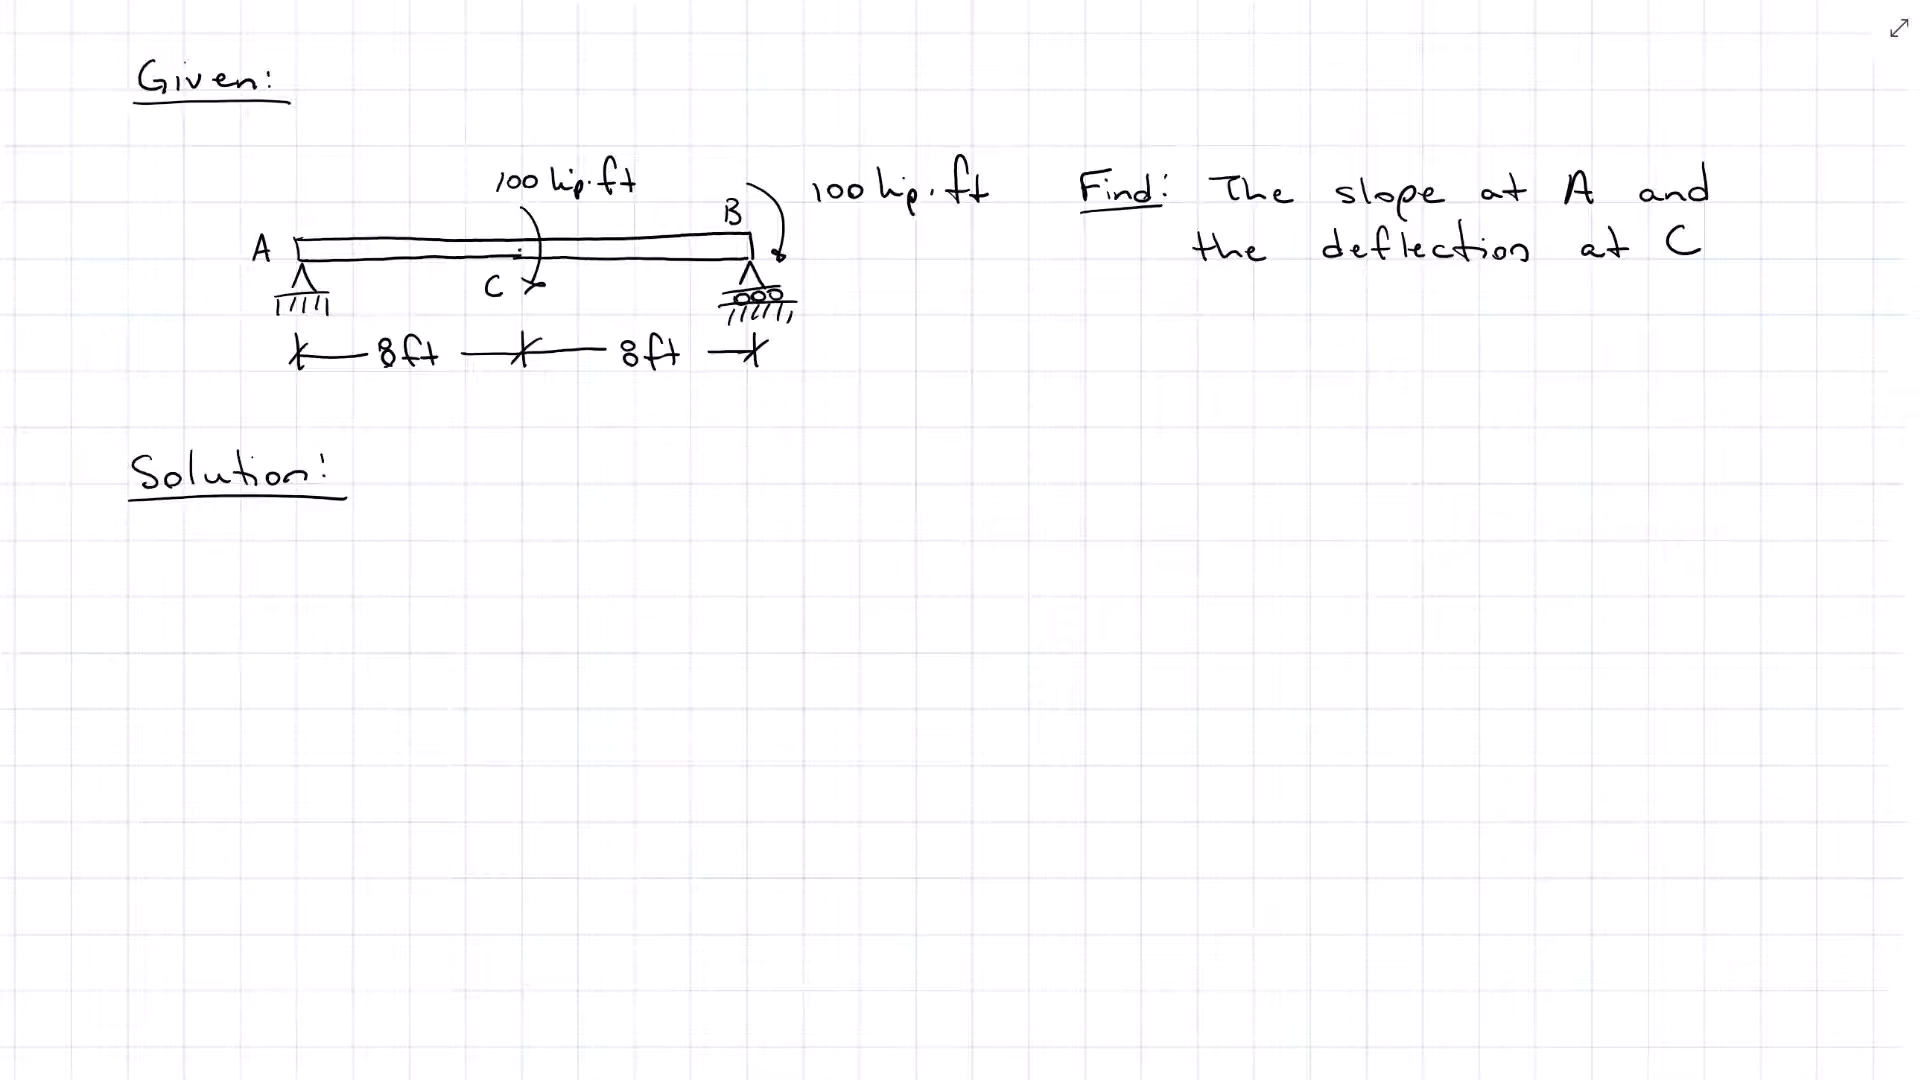 Given:
100 kip.ft
B
100 kip.ft
A
C
8ft
8ft
Find: The slope at A and
the deflection at C
Solution: